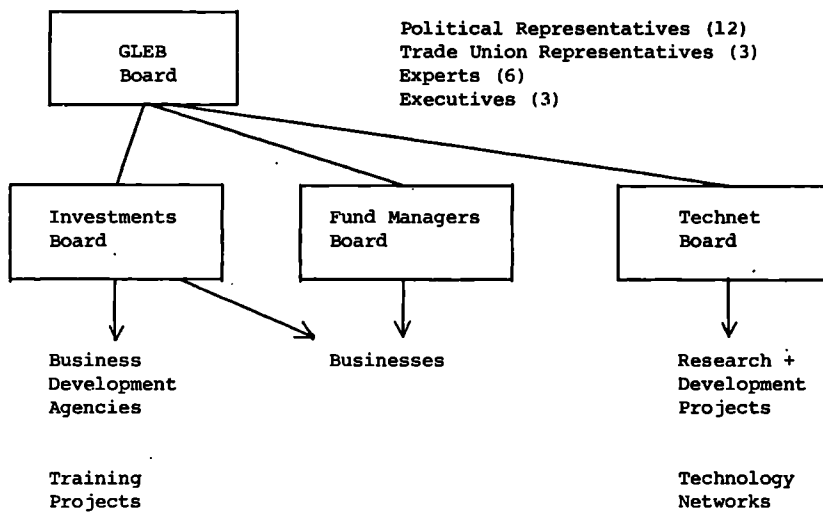 GLEB
Board
Political Representatives (12)
Trade Union Representatives (3)
Experts (6)
Executives (3)
Investments
Board
Fund Managers
Board
Technet
Board
Business
Development
Agencies
Businesses
Research +
Development
Projects
Training
Projects
Technology
Networks